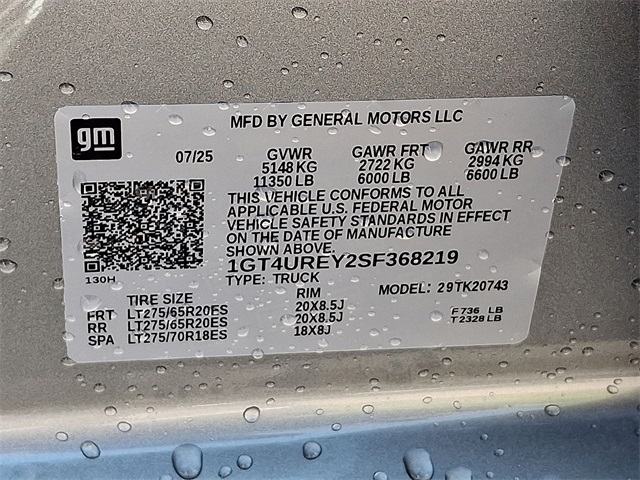 gm
MFD BY GENERAL MOTORS LLC
07/25 GVWR GAWR FRT GAWR RR
5148 KG 2722 KG 2994 KG
11350 LB 6000 LB 6600 LB
THIS VEHICLE CONFORMS TO ALL
APPLICABLE U.S. FEDERAL MOTOR
VEHICLE SAFETY STANDARDS IN EFFECT
ON THE DATE OF MANUFACTURE
SHOWN ABOVE.
1GT4UREY2SF368219
130H
TYPE: TRUCK MODEL: 29TK20743
TIRE SIZE RIM
FRT LT275/65R20ES 20X8.5J
RR LT275/65R20ES 20X8.5J
SPA LT275/70R18ES 18X8J
F 736 LB
T 2328 LB